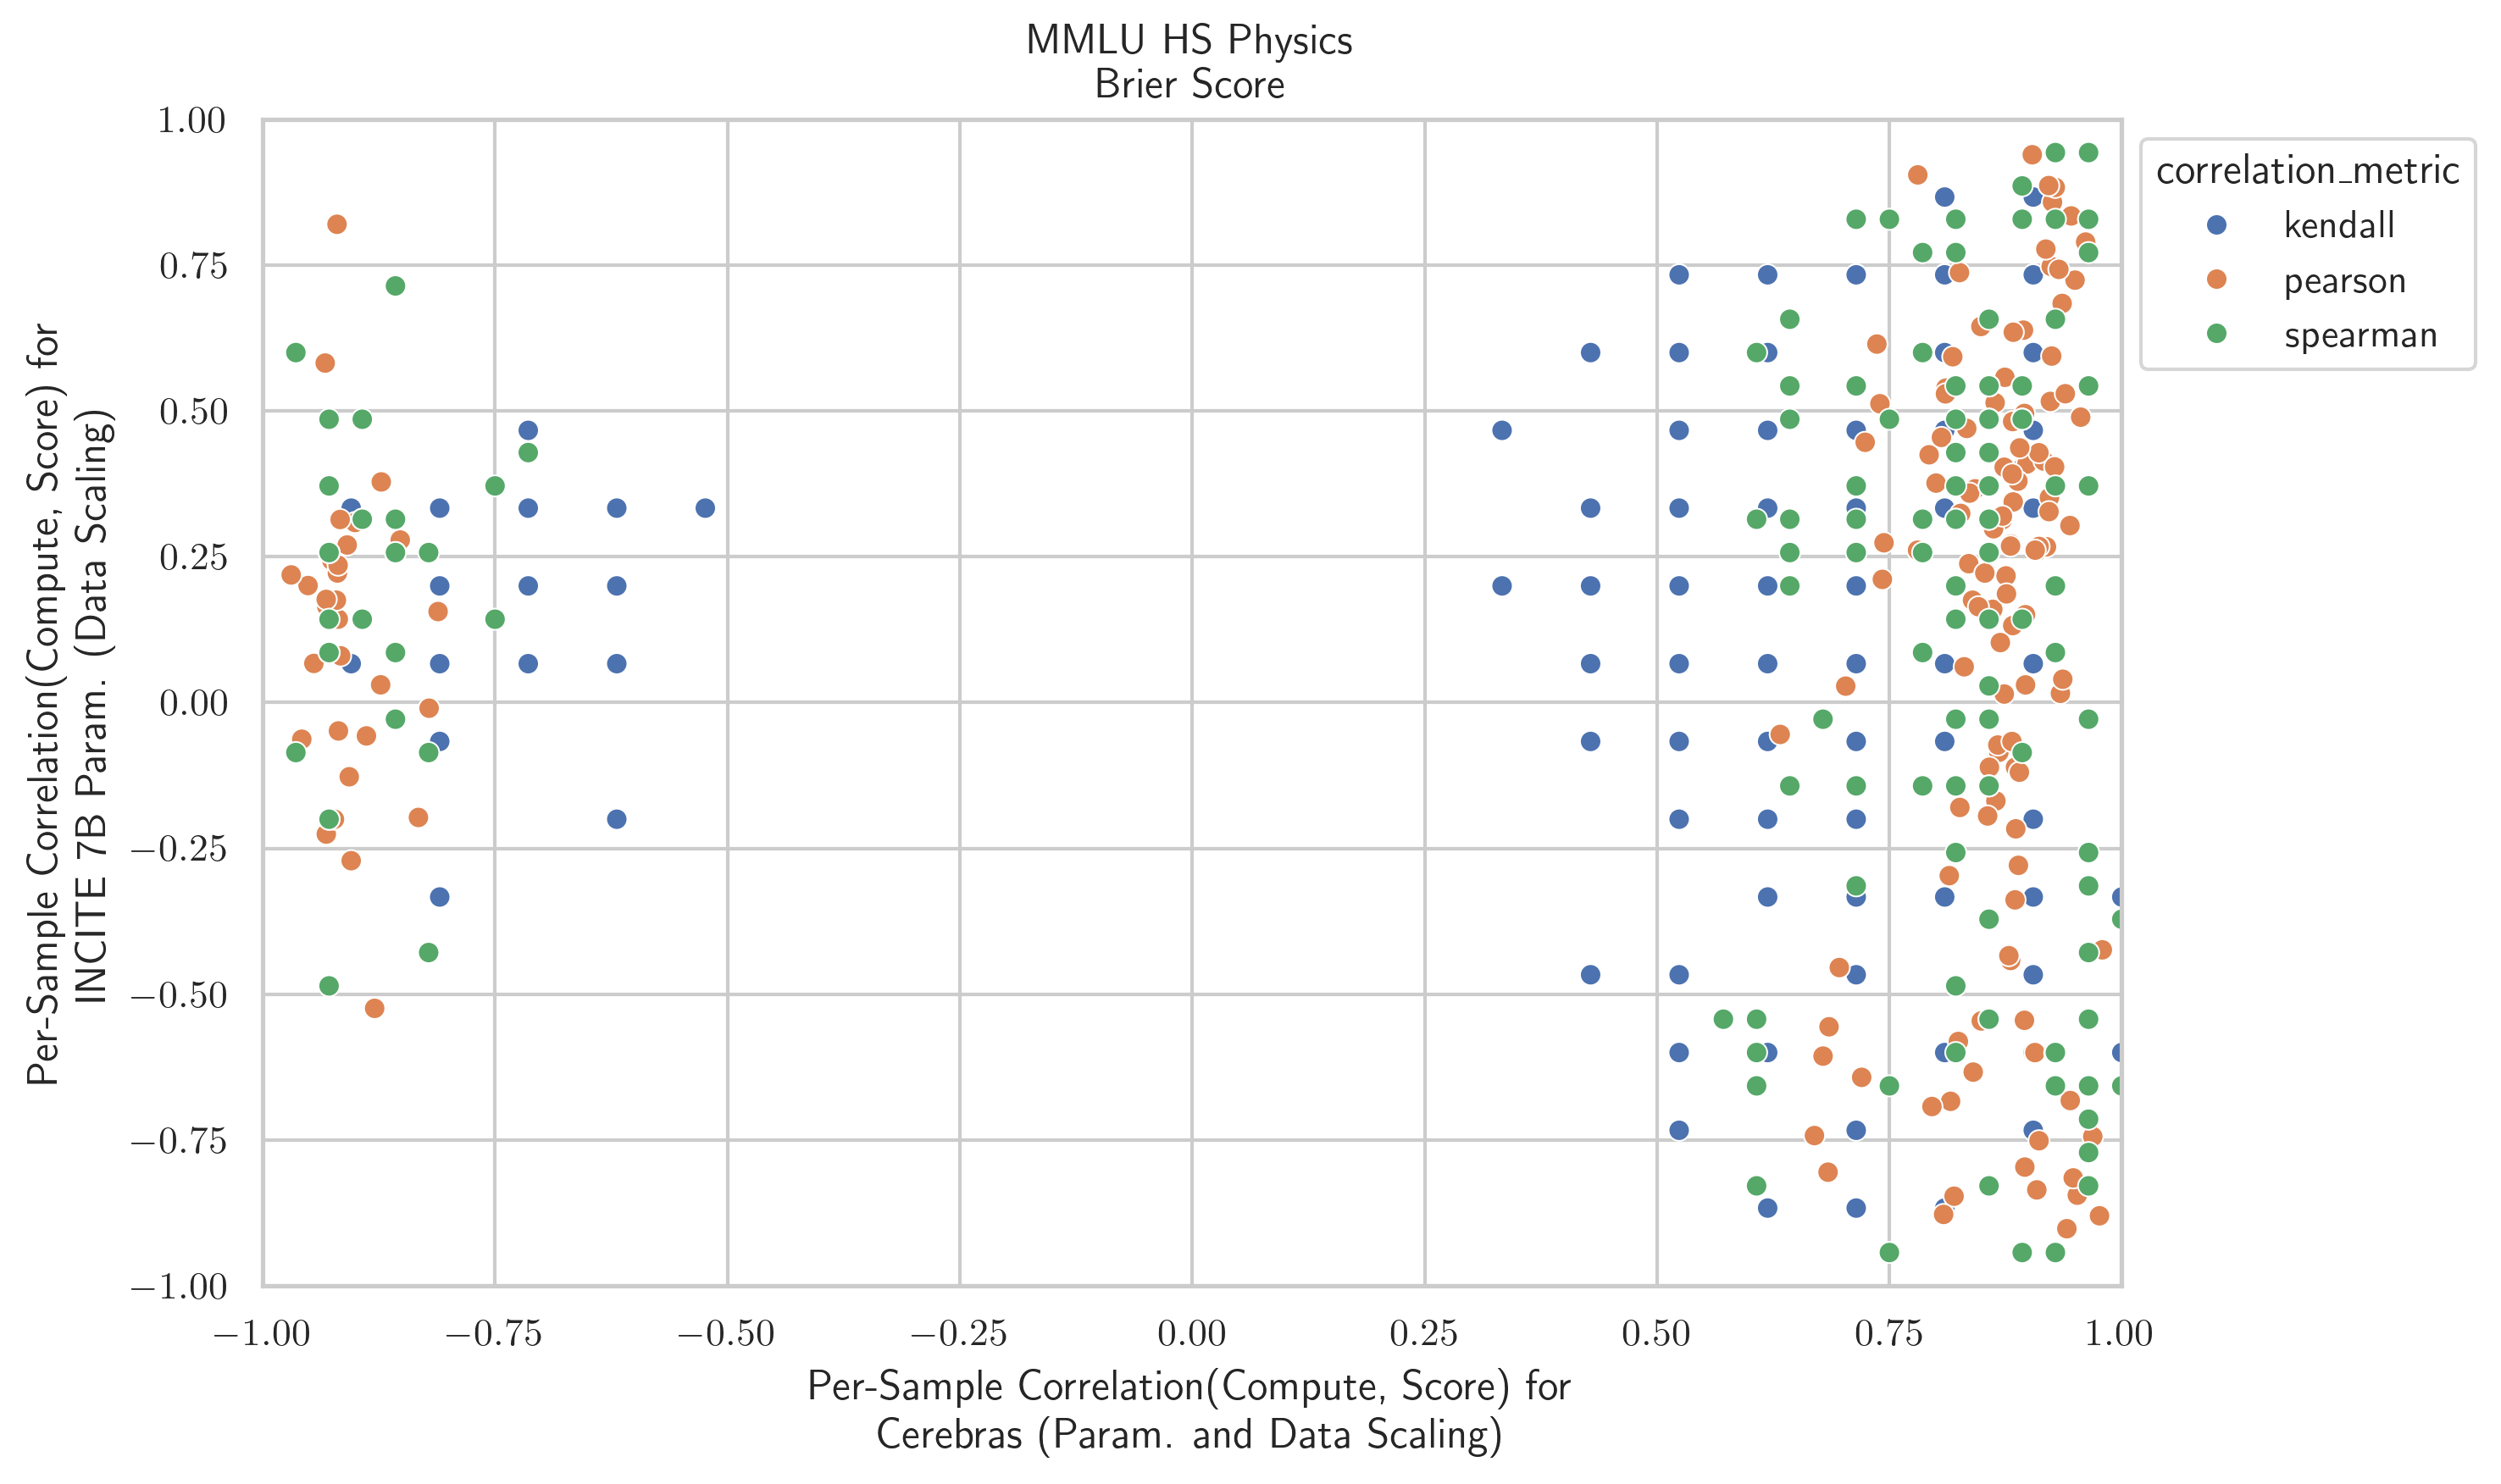 MMLU HS Physics
Brier Score
Per-Sample Correlation(Compute, Score) for
INCITE 7B Param. (Data Scaling)
1.00
0.75
0.50
0.25
0.00
−0.25
−0.50
−0.75
−1.00
correlation_metric
kendall
pearson
spearman
−1.00 −0.75 −0.50 −0.25 0.00 0.25 0.50 0.75 1.00
Per-Sample Correlation(Compute, Score) for
Cerebras (Param. and Data Scaling)